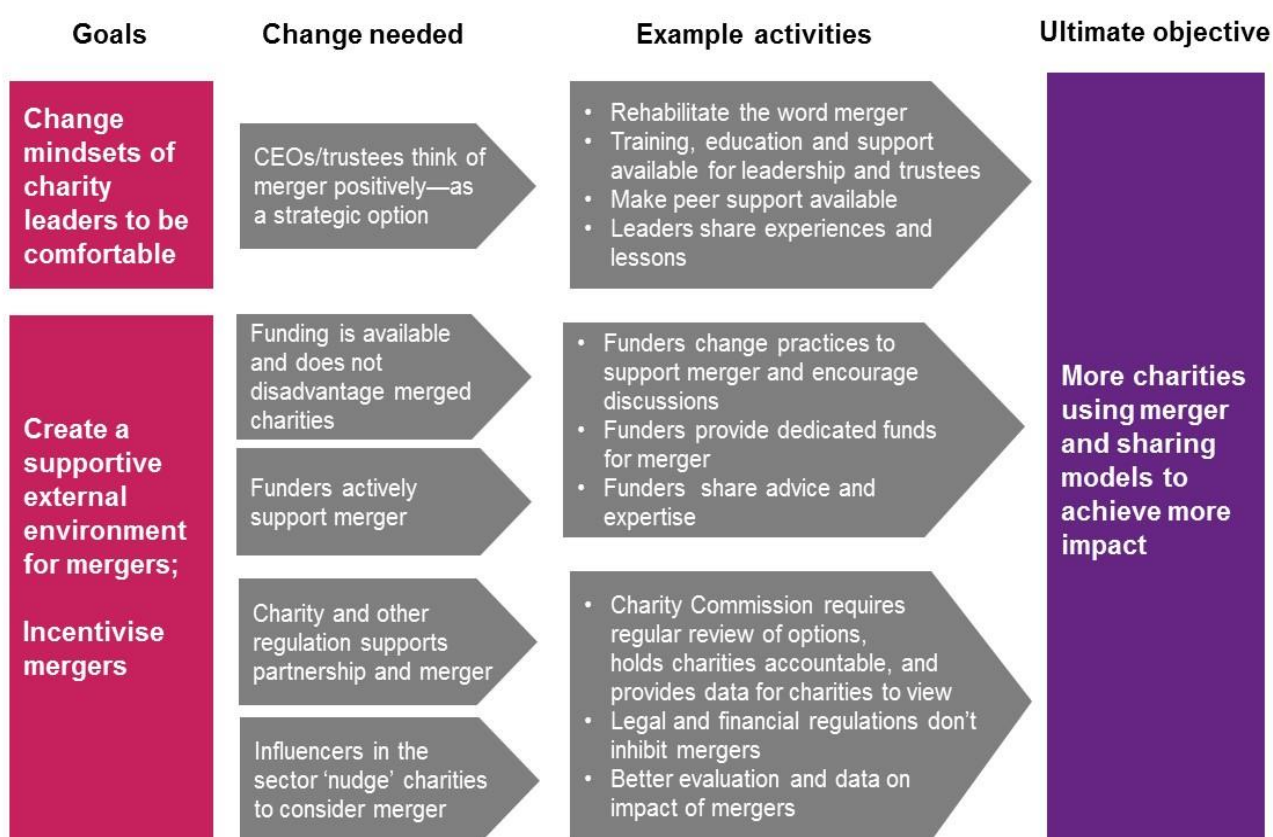 Goals
Change needed
Example activities
Ultimate objective
Change
mindsets of
charity
leaders to be
comfortable
CEOs/trustees think of
merger positively—as
a strategic option
• Rehabilitate the word merger
• Training, education and support
available for leadership and trustees
• Make peer support available
• Leaders share experiences and
lessons
Create a
supportive
external
environment
for mergers;
Incentivise
mergers
Funding is available
and does not
disadvantage merged
charities
Funders actively
support merger
• Funders change practices to
support merger and encourage
discussions
• Funders provide dedicated funds
for merger
• Funders share advice and
expertise
Charity and other
regulation supports
partnership and merger
Influencers in the
sector ‘nudge’ charities
to consider merger
• Charity Commission requires
regular review of options,
holds charities accountable, and
provides data for charities to view
• Legal and financial regulations don’t
inhibit mergers
• Better evaluation and data on
impact of mergers
More charities
using merger
and sharing
models to
achieve more
impact